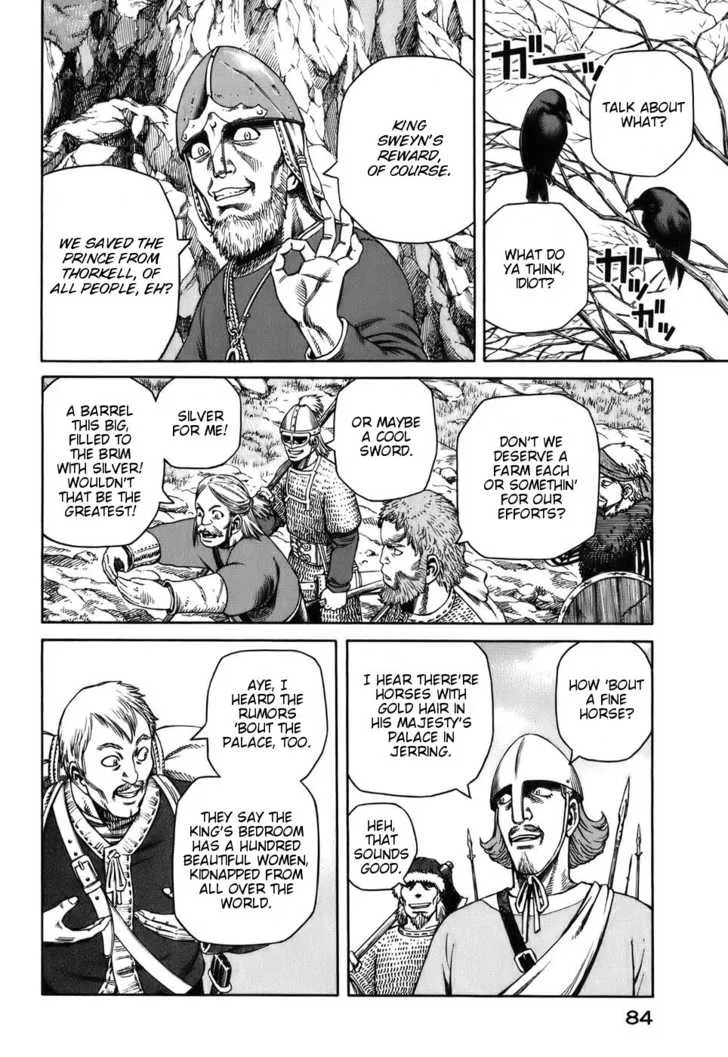 TALK ABOUT
WHAT?
ガー
WHAT DO
YA THINK,
IDIOT?
KING
SWEYN'S
REWARD,
OF COURSE.
WE SAVED THE
PRINCE FROM
THORKELL, OF
ALL PEOPLE, EH?
DON'T WE
DESERVE A
FARM EACH
OR SOMETHIN'
FOR OUR
EFFORTS?
OR MAYBE
A COOL
SWORD.
SILVER
FOR ME!
A BARREL
THIS BIG,
FILLED TO
THE BRIM
WITH SILVER!
WOULDN'T
THAT BE THE
GREATEST!
HOW 'BOUT
A FINE
HORSE?
I HEAR THERE'RE
HORSES WITH
GOLD HAIR IN
HIS MAJESTY'S
PALACE IN
JERRING.
HEH,
THAT
SOUNDS
GOOD.
AYE, I
HEARD THE
RUMORS
'BOUT THE
PALACE, TOO.
THEY SAY THE
KING'S BEDROOM
HAS A HUNDRED
BEAUTIFUL WOMEN,
KIDNAPPED FROM
ALL OVER THE
WORLD.
84